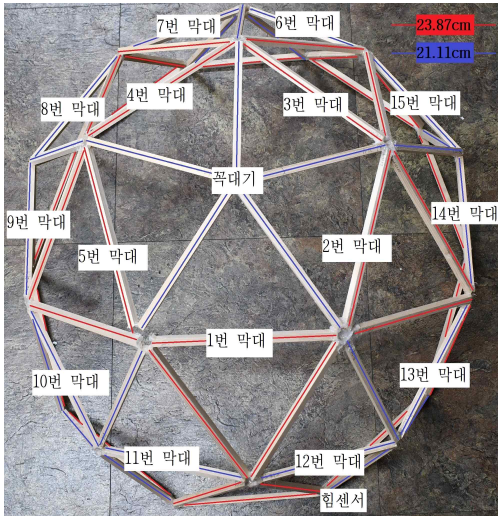 7번 막대
6번 막대
23.87cm
21.11cm
8번 막대
4번 막대
3번 막대
15번 막대
꼭대기
9번 막대
5번 막대
2번 막대
14번 막대
1번 막대
10번 막대
13번 막대
11번 막대
12번 막대
힘센서